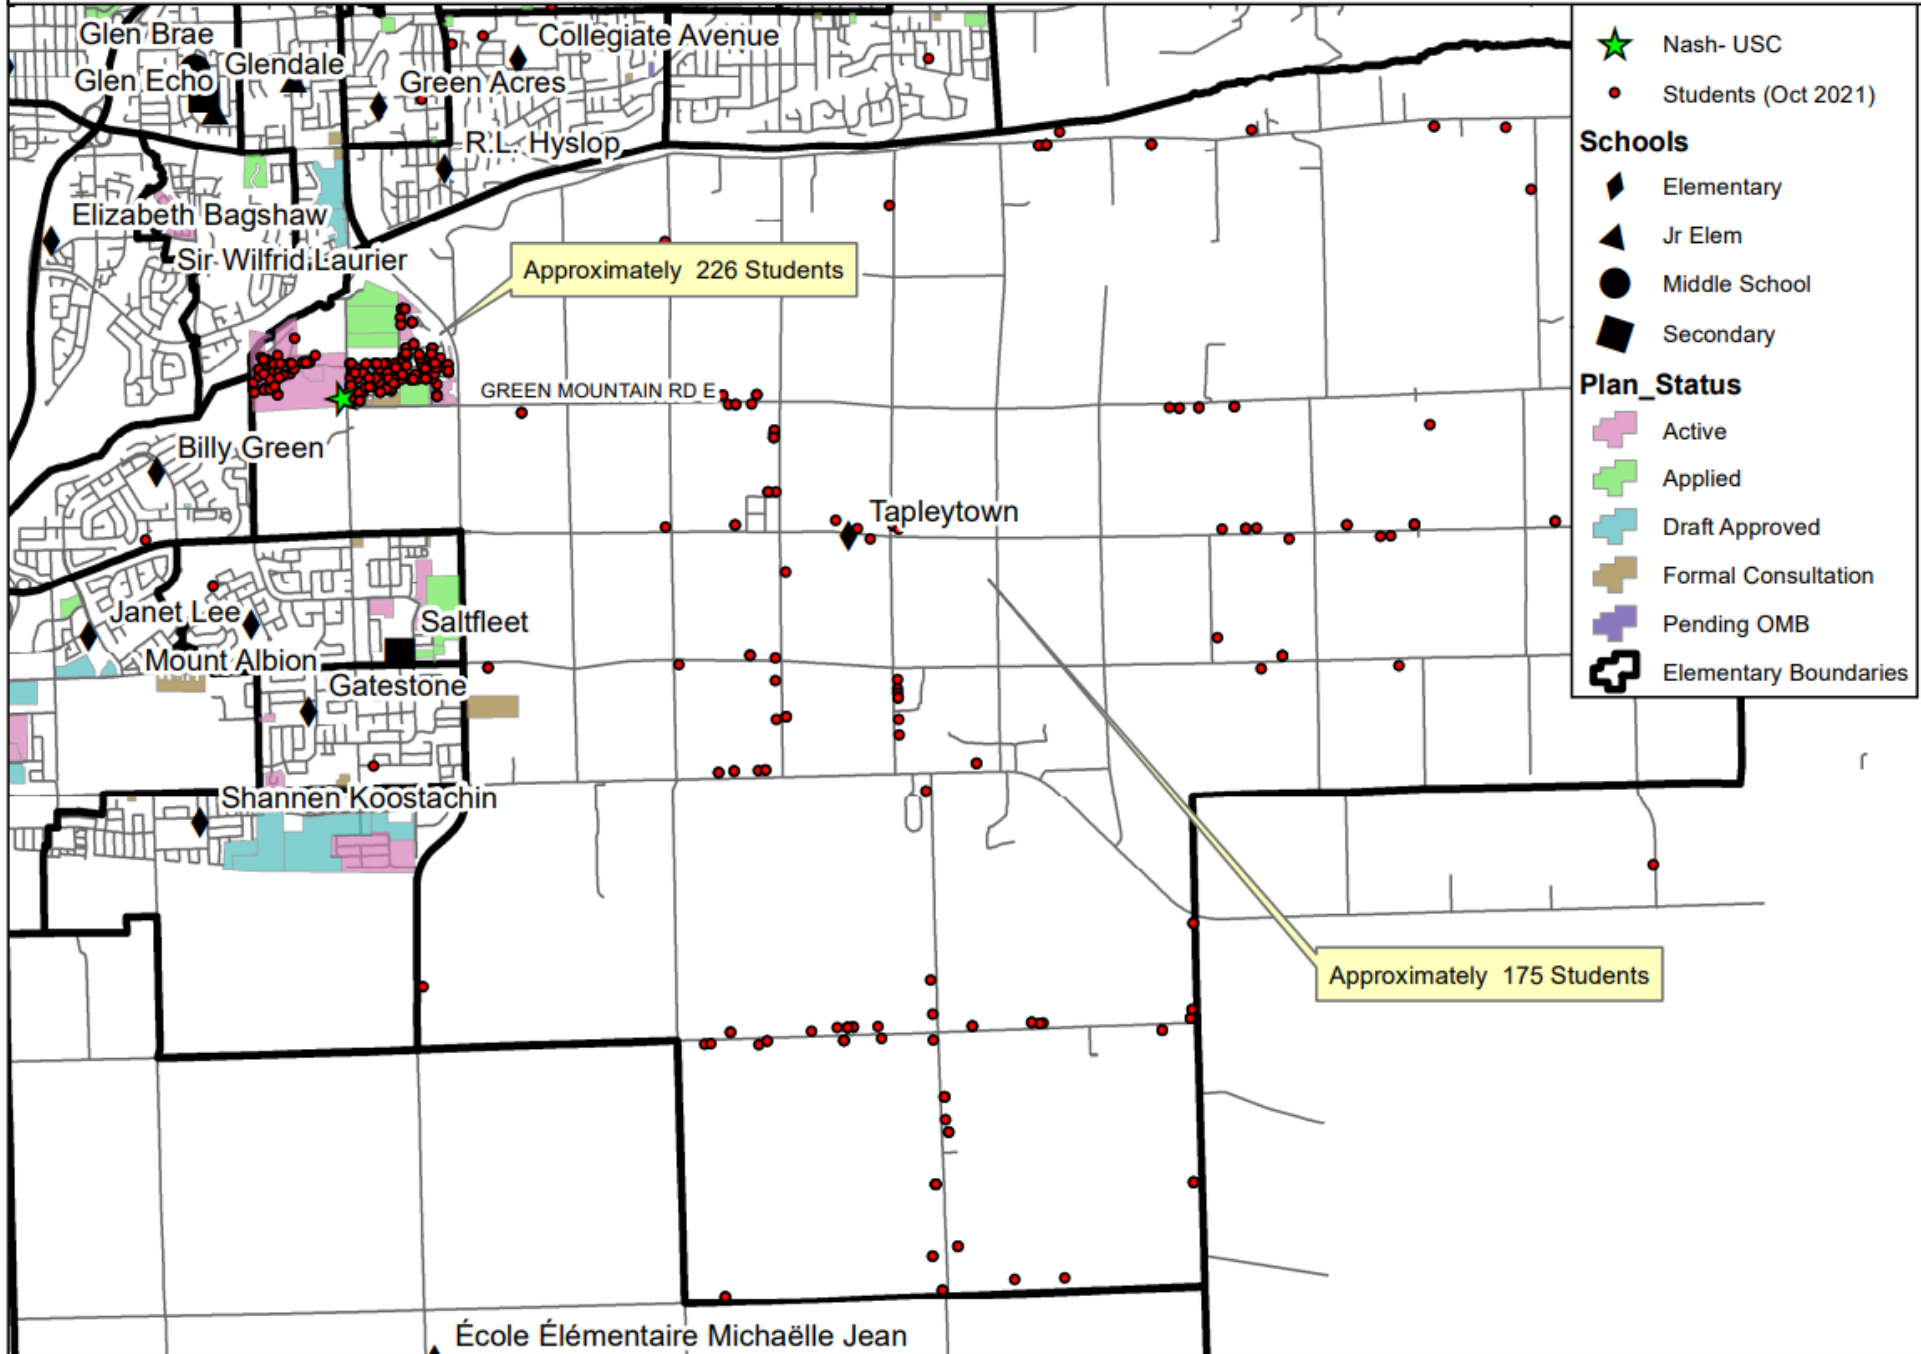 Glen Brae
Collegiate Avenue
Glendale
Glen Echo
Green Acres
R.L. Hyslop
Elizabeth Bagshaw
Sir Wilfrid Laurier
Approximately 226 Students
GREEN MOUNTAIN RD E
Billy Green
Tapleytown
Janet Lee
Saltfleet
Mount Albion
Gatestone
Shannen Koostachin
Approximately 175 Students
École Élémentaire Michaëlle Jean
Nash- USC
Students (Oct 2021)
Schools
Elementary
Jr Elem
Middle School
Secondary
Plan_Status
Active
Applied
Draft Approved
Formal Consultation
Pending OMB
Elementary Boundaries